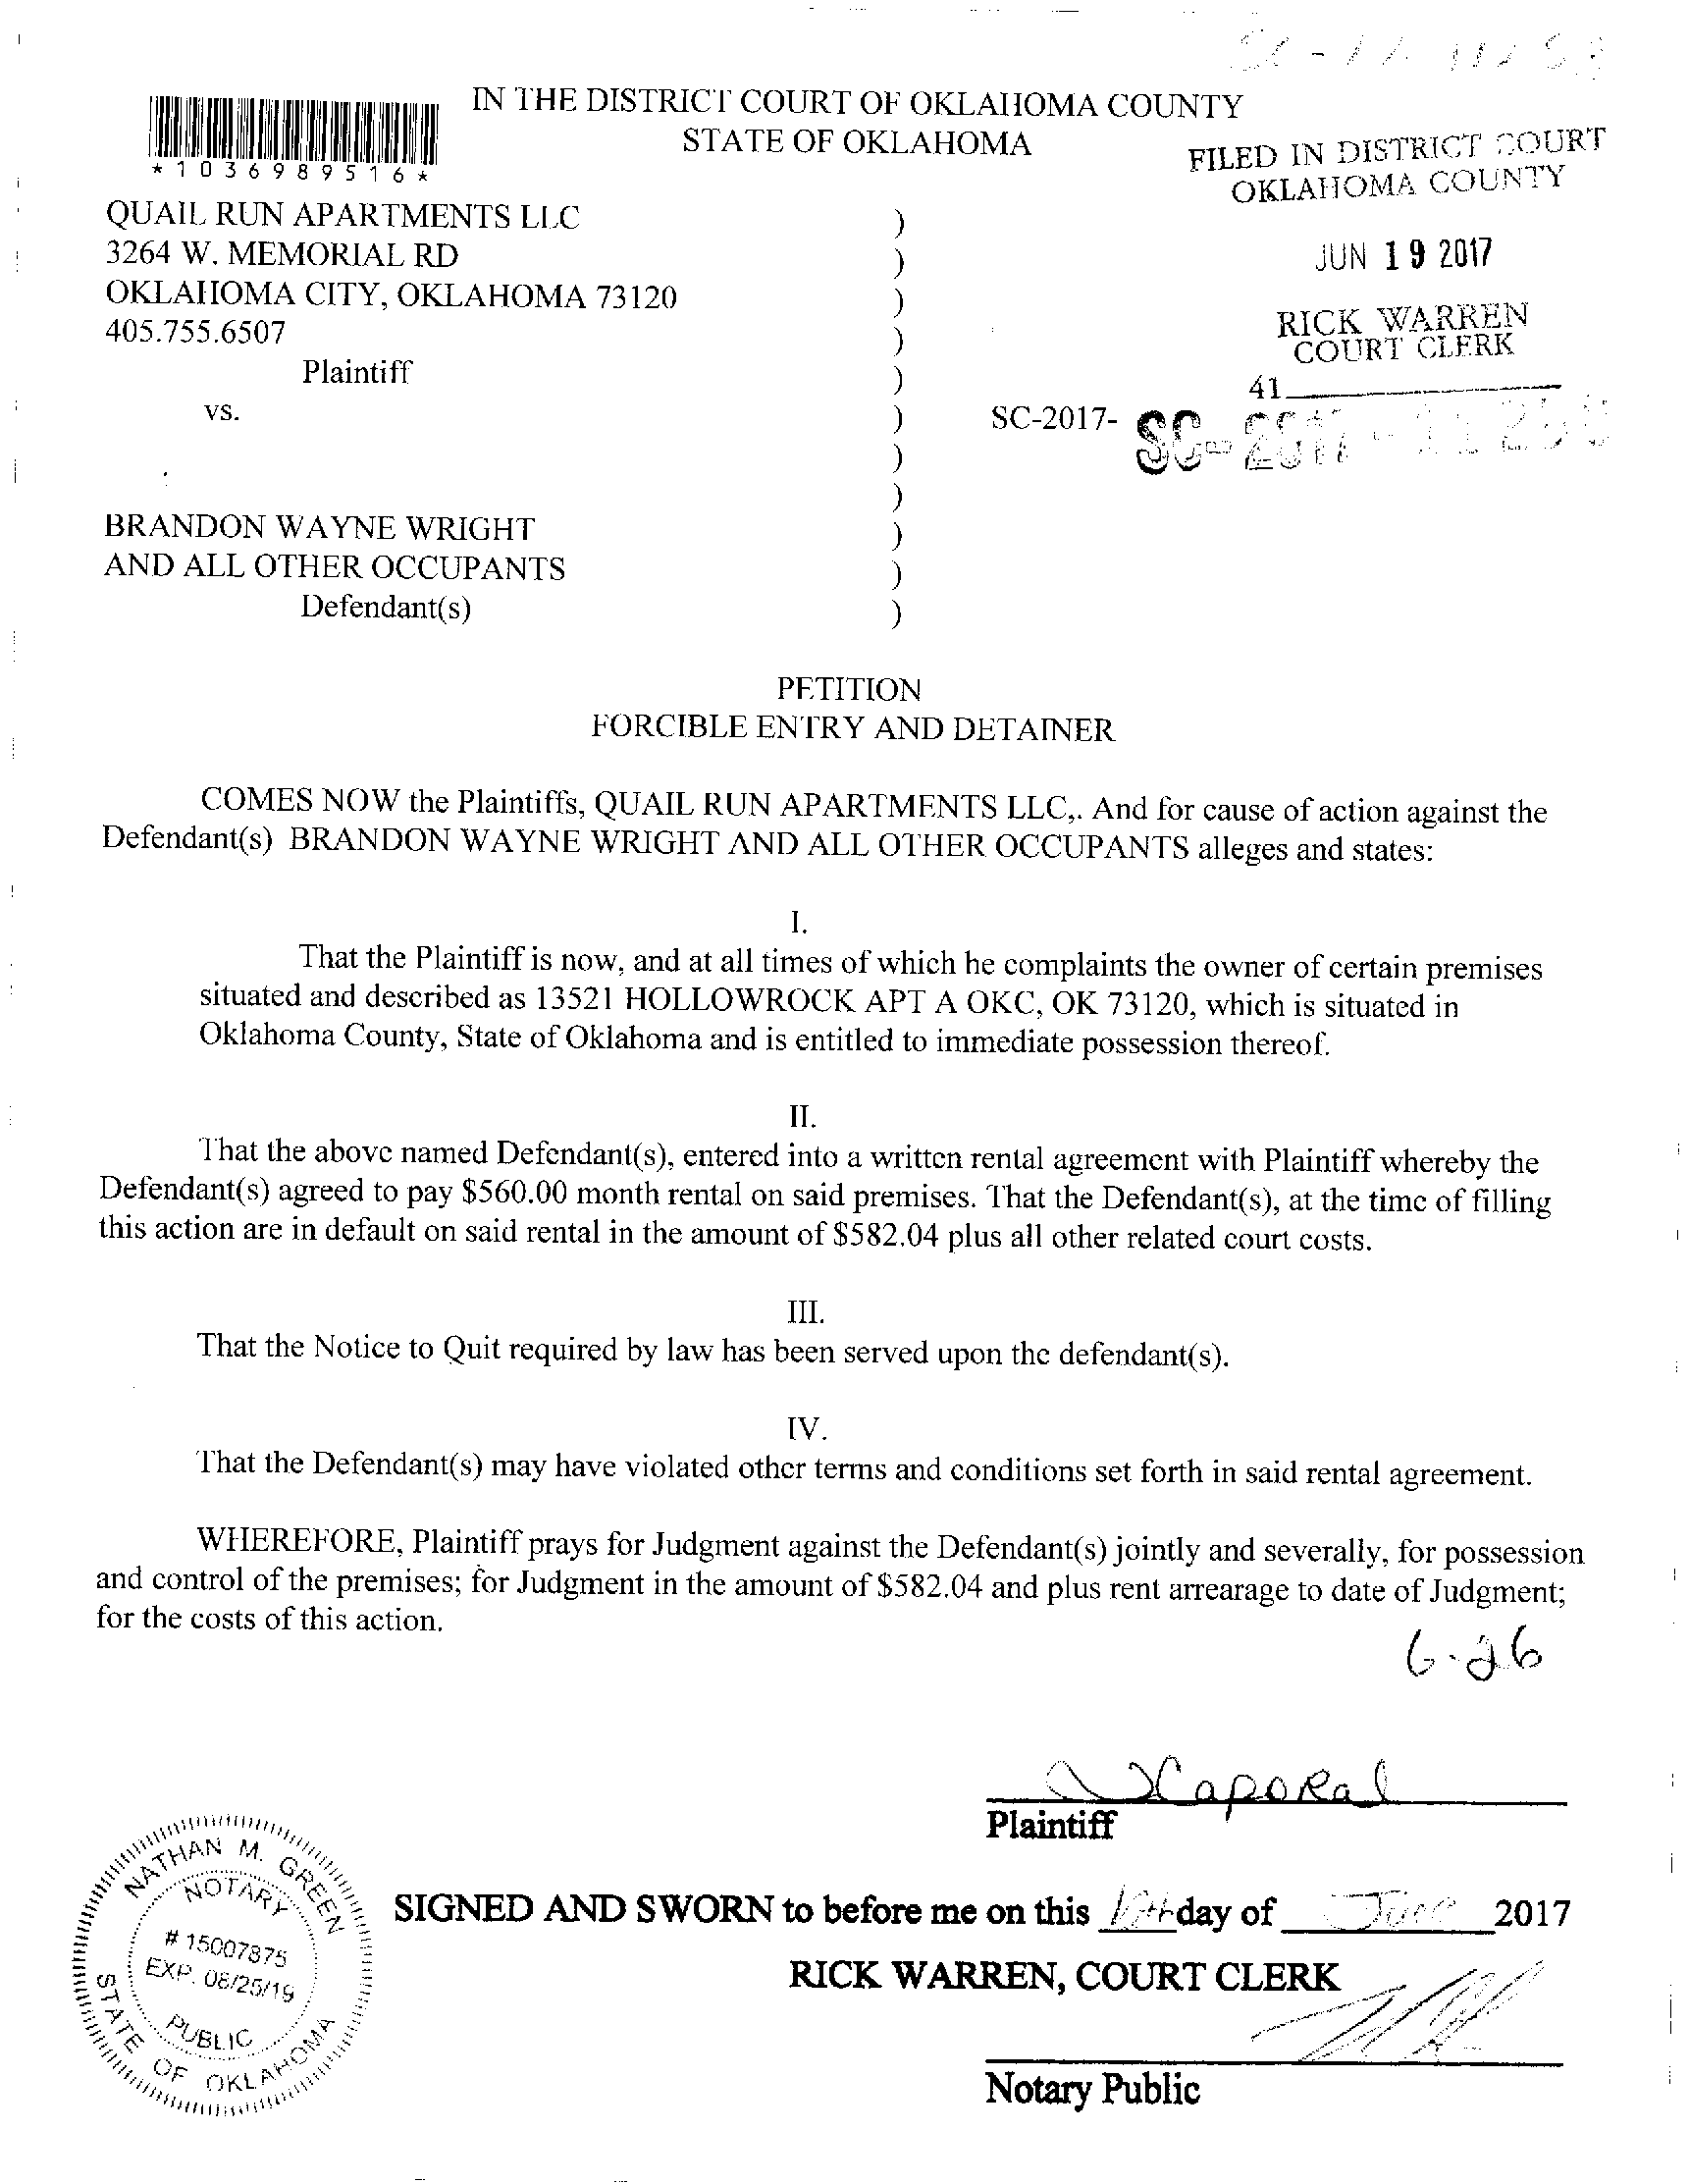 IN THE DISTRICT COURT OF OKLAHOMA COUNTY
STATE OF OKLAHOMA
*1036989516*
FILED IN DISTRICT COURT
OKLAHOMA COUNTY
JUN 19 2017
RICK WARREN
COURT CLERK
41
QUAIL RUN APARTMENTS LLC )
3264 W. MEMORIAL RD )
OKLAHOMA CITY, OKLAHOMA 73120 )
405.755.6507 )
Plaintiff )
vs. ) SC-2017- SC-2017-
)
)
BRANDON WAYNE WRIGHT )
AND ALL OTHER OCCUPANTS )
Defendant(s) )
PETITION
FORCIBLE ENTRY AND DETAINER
COMES NOW the Plaintiffs, QUAIL RUN APARTMENTS LLC,. And for cause of action against the
Defendant(s) BRANDON WAYNE WRIGHT AND ALL OTHER OCCUPANTS alleges and states:
I.
That the Plaintiff is now, and at all times of which he complaints the owner of certain premises
situated and described as 13521 HOLLOWROCK APT A OKC, OK 73120, which is situated in
Oklahoma County, State of Oklahoma and is entitled to immediate possession thereof.
II.
That the above named Defendant(s), entered into a written rental agreement with Plaintiff whereby the
Defendant(s) agreed to pay $560.00 month rental on said premises. That the Defendant(s), at the time of filling
this action are in default on said rental in the amount of $582.04 plus all other related court costs.
III.
That the Notice to Quit required by law has been served upon the defendant(s).
IV.
That the Defendant(s) may have violated other terms and conditions set forth in said rental agreement.
WHEREFORE, Plaintiff prays for Judgment against the Defendant(s) jointly and severally, for possession
and control of the premises; for Judgment in the amount of $582.04 and plus rent arrearage to date of Judgment;
for the costs of this action.
6-26
Caporal
Plaintiff
NATHAN M. GREEN
NOTARY
# 15007875
EXP. 08/25/19
PUBLIC
STATE OF OKLAHOMA
SIGNED AND SWORN to before me on this day of June 2017
RICK WARREN, COURT CLERK
Notary Public